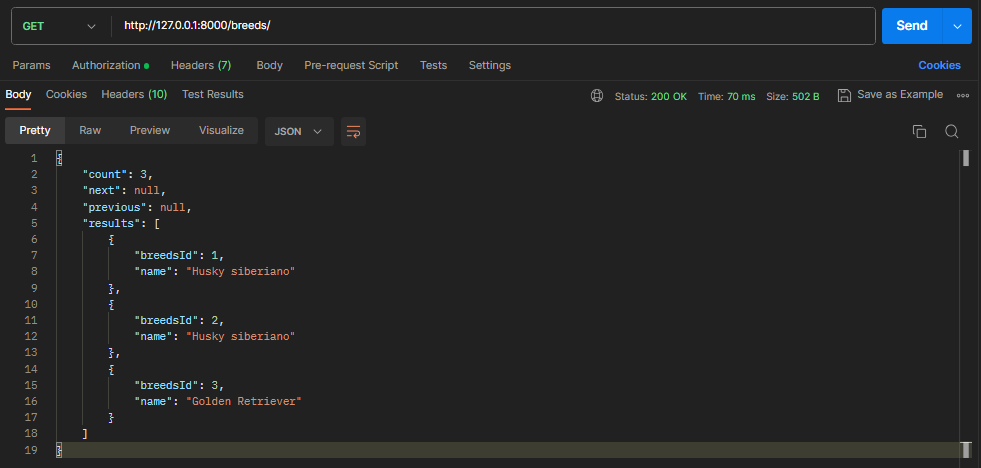 GET http://127.0.0.1:8000/breeds/ Send
Params Authorization Headers (7) Body Pre-request Script Tests Settings Cookies
Body Cookies Headers (10) Test Results Status: 200 OK Time: 70 ms Size: 502 B Save as Example
Pretty Raw Preview Visualize JSON
1 {
2 "count": 3,
3 "next": null,
4 "previous": null,
5 "results": [
6 {
7 "breedsId": 1,
8 "name": "Husky siberiano"
9 },
10 {
11 "breedsId": 2,
12 "name": "Husky siberiano"
13 },
14 {
15 "breedsId": 3,
16 "name": "Golden Retriever"
17 }
18 ]
19 }